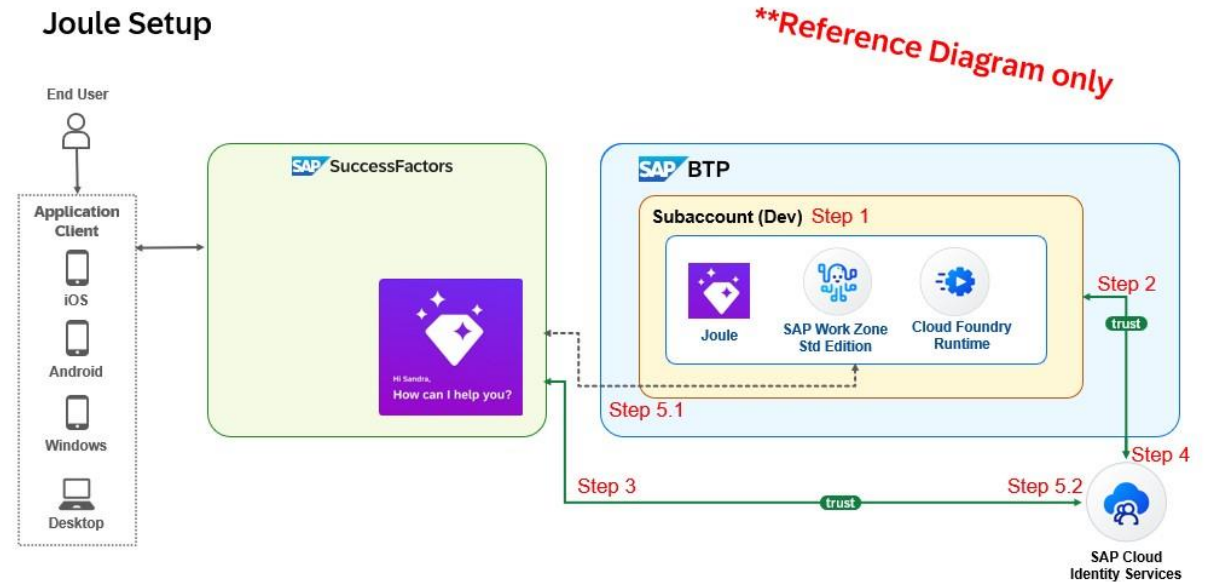 Joule Setup
**Reference Diagram only
End User
Application
Client
iOS
Android
Windows
Desktop
SAP SuccessFactors
Hi Sandra,
How can I help you?
SAP BTP
Subaccount (Dev) Step 1
Joule
SAP Work Zone
Std Edition
Cloud Foundry
Runtime
Step 2
trust
Step 5.1
Step 3
trust
Step 5.2
Step 4
SAP Cloud
Identity Services